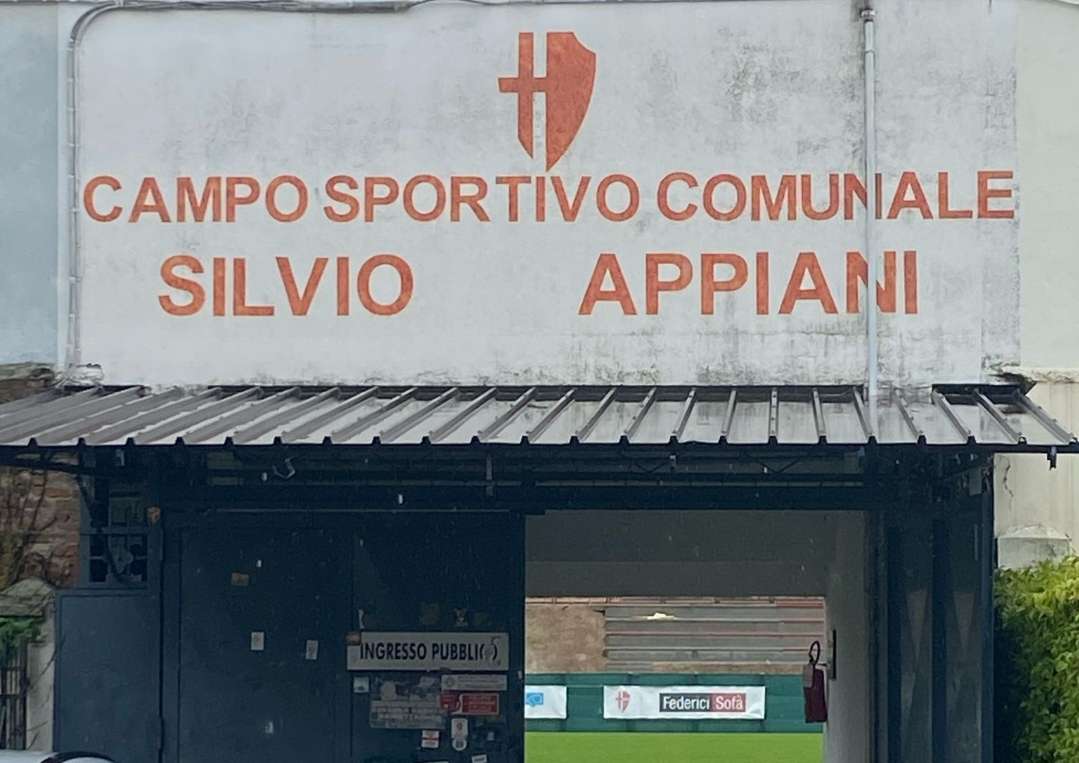 CAMPO SPORTIVO COMUNALE
SILVIO APPIANI
INGRESSO PUBBLICO
Federici Sofà